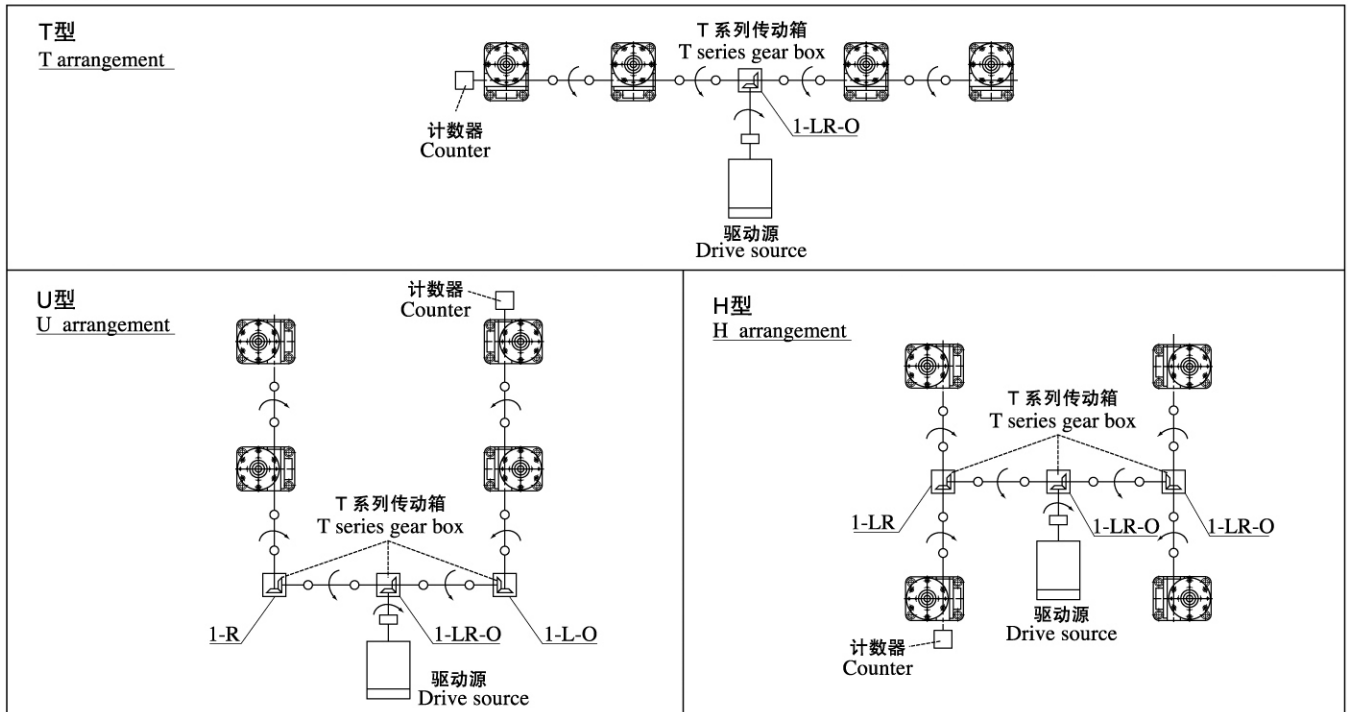 T型
T arrangement
T 系列传动箱
T series gear box
计数器
Counter
1-LR-O
驱动源
Drive source
U型
U arrangement
计数器
Counter
T 系列传动箱
T series gear box
1-R
1-LR-O
1-L-O
驱动源
Drive source
H型
H arrangement
T 系列传动箱
T series gear box
1-LR
1-LR-O
1-LR-O
驱动源
Drive source
计数器
Counter